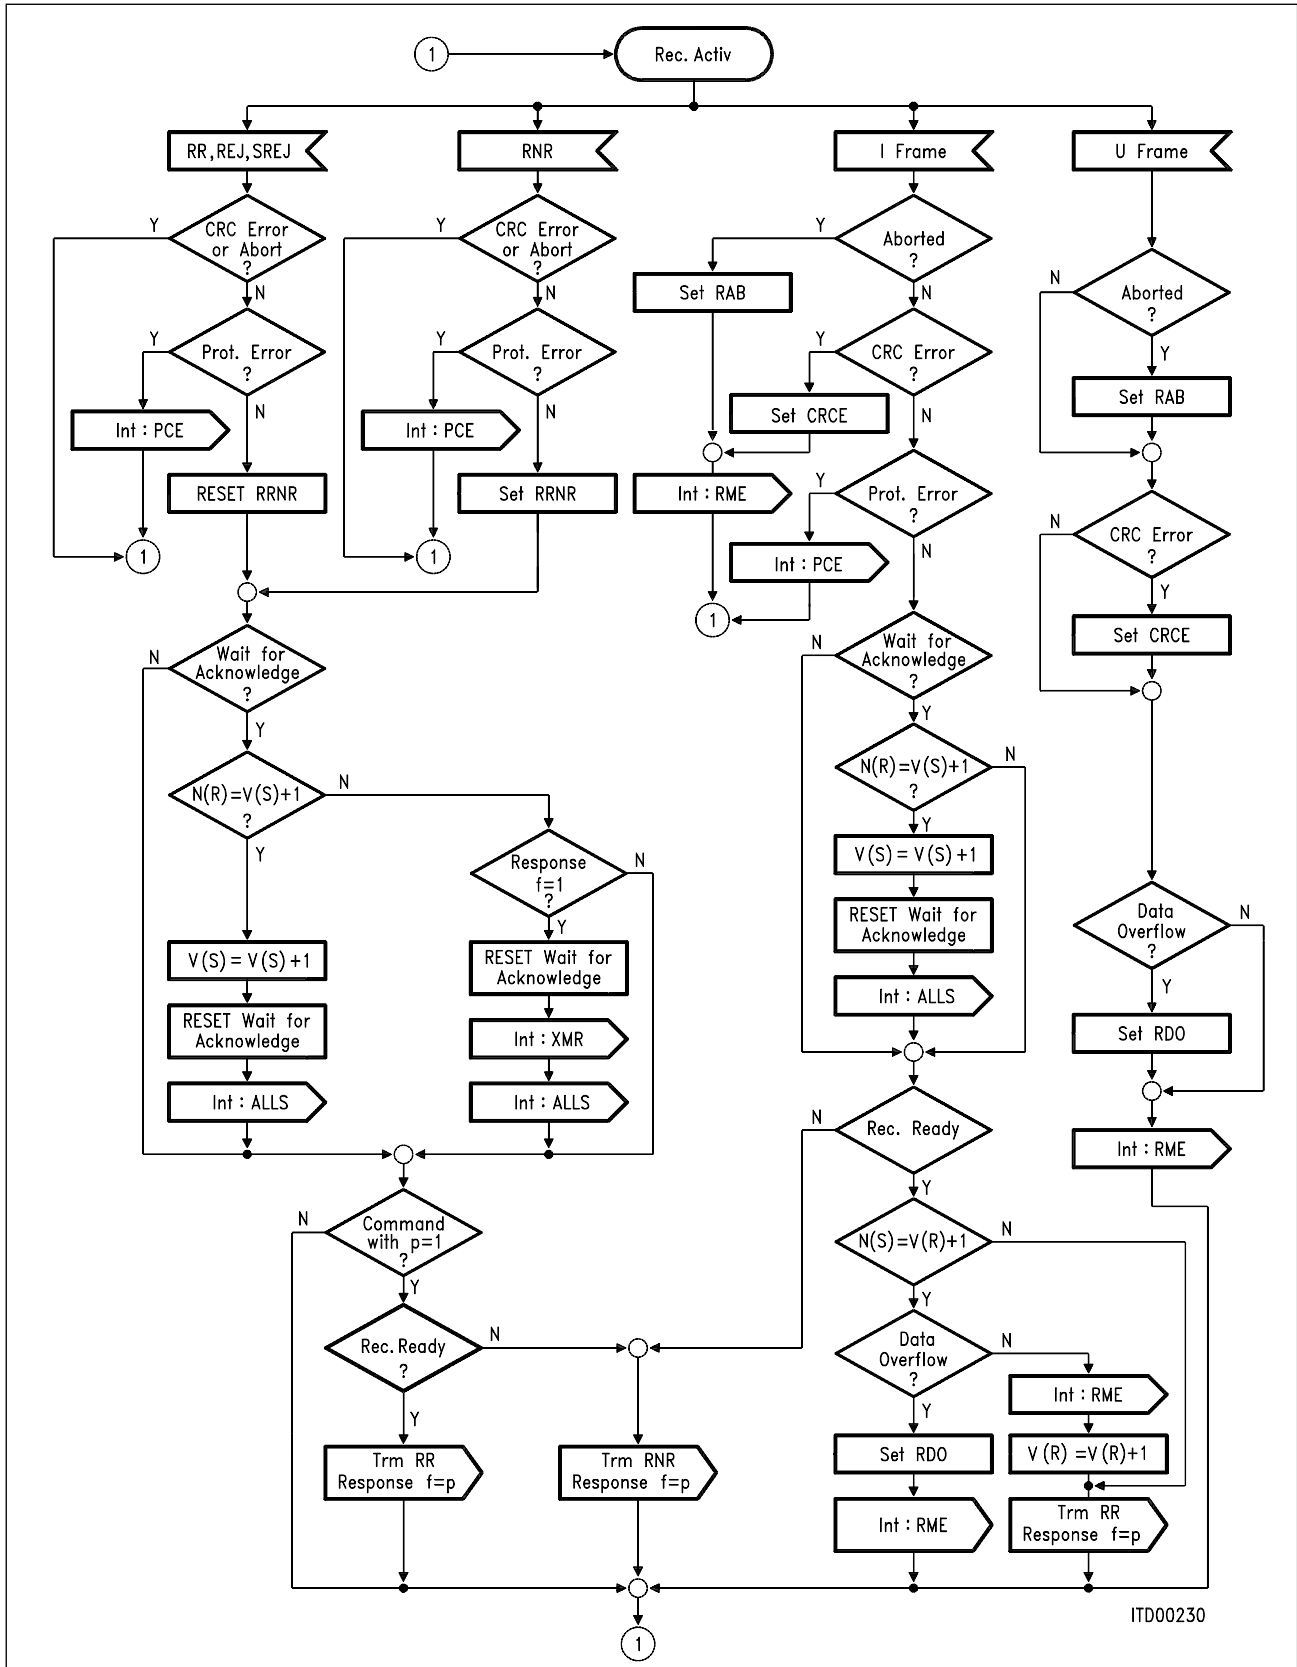 1
Rec. Activ
RR,REJ,SREJ
RNR
I Frame
U Frame
Y
CRC Error
or Abort
?
N
Y
CRC Error
or Abort
?
N
Y
Aborted
?
N
Set RAB
N
Aborted
?
Y
Set RAB
Y
Prot. Error
?
N
Int : PCE
RESET RRNR
1
Y
Prot. Error
?
N
Int : PCE
Set RRNR
1
Y
CRC Error
?
N
Set CRCE
Int : RME
Y
Prot. Error
?
N
Int : PCE
1
N
CRC Error
?
Y
Set CRCE
N
Wait for
Acknowledge
?
Y
N(R)=V(S)+1
?
N
Y
Response
f=1
?
N
Y
V(S)=V(S)+1
RESET Wait for
Acknowledge
Int : ALLS
RESET Wait for
Acknowledge
Int : XMR
Int : ALLS
N
Wait for
Acknowledge
?
Y
N(R)=V(S)+1
?
N
Y
V(S)=V(S)+1
RESET Wait for
Acknowledge
Int : ALLS
Data
Overflow
?
N
Y
Set RDO
Int : RME
N
Rec. Ready
Y
N
Command
with p=1
?
Y
Rec. Ready
?
N
Y
Trm RR
Response f=p
Trm RNR
Response f=p
N(S)=V(R)+1
N
Y
Data
Overflow
?
N
Y
Int : RME
V(R)=V(R)+1
Set RDO
Int : RME
Trm RR
Response f=p
1
ITD00230